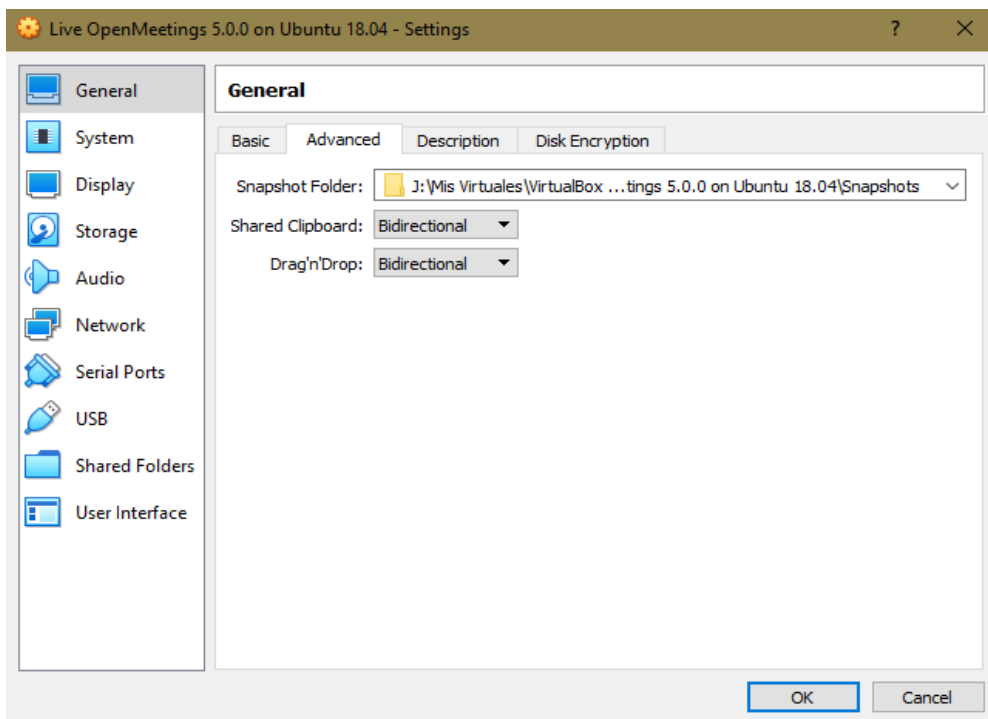 Live OpenMeetings 5.0.0 on Ubuntu 18.04 - Settings ?
General
System
Display
Storage
Audio
Network
Serial Ports
USB
Shared Folders
User Interface
General
Basic Advanced Description Disk Encryption
Snapshot Folder: J:\Mis Virtuales\VirtualBox ...tings 5.0.0 on Ubuntu 18.04\Snapshots
Shared Clipboard: Bidirectional
Drag'n'Drop: Bidirectional
OK Cancel